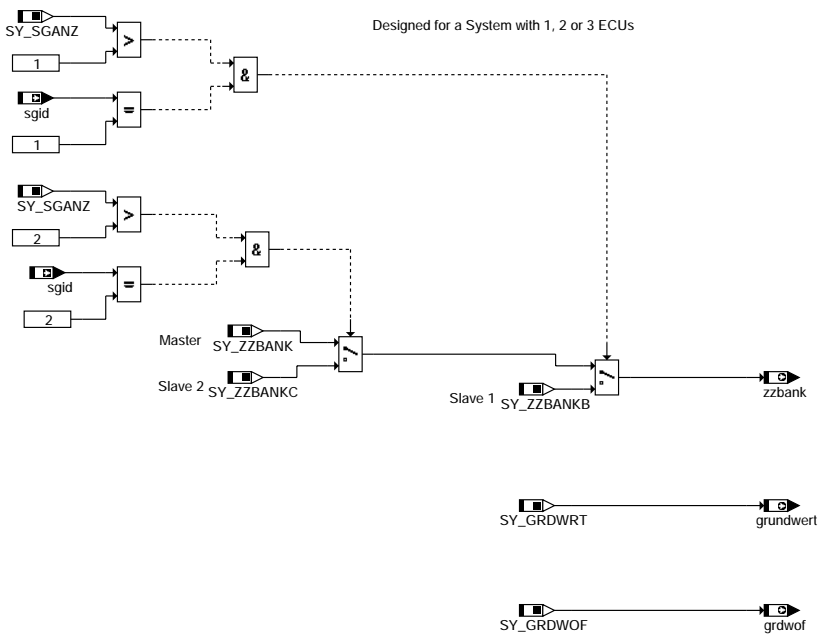 Designed for a System with 1, 2 or 3 ECUs
SY_SGANZ
>
1
&
sgid
=
1
SY_SGANZ
>
2
&
sgid
=
2
Master
SY_ZZBANK
Slave 2
SY_ZZBANKC
Slave 1
SY_ZZBANKB
zzbank
SY_GRDWRT
grundwert
SY_GRDWOF
grdwof